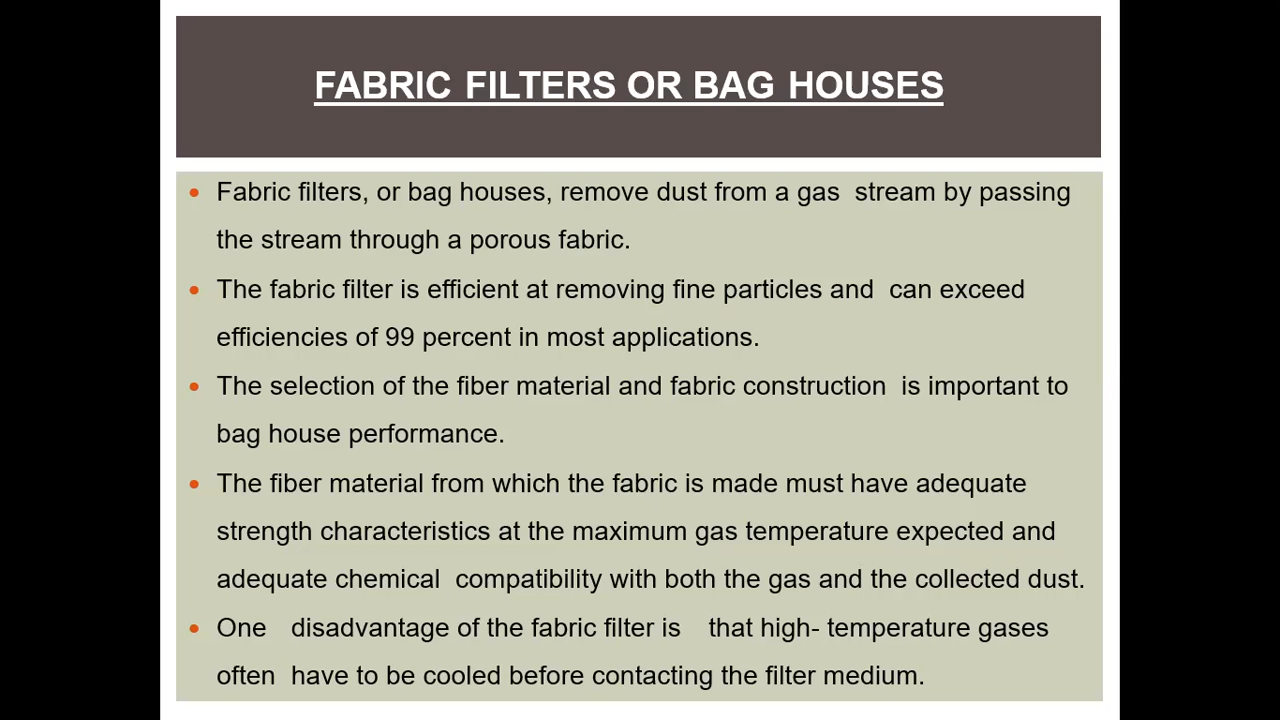 FABRIC FILTERS OR BAG HOUSES
• Fabric filters, or bag houses, remove dust from a gas stream by passing
the stream through a porous fabric.
• The fabric filter is efficient at removing fine particles and can exceed
efficiencies of 99 percent in most applications.
• The selection of the fiber material and fabric construction is important to
bag house performance.
• The fiber material from which the fabric is made must have adequate
strength characteristics at the maximum gas temperature expected and
adequate chemical compatibility with both the gas and the collected dust.
• One disadvantage of the fabric filter is that high- temperature gases
often have to be cooled before contacting the filter medium.